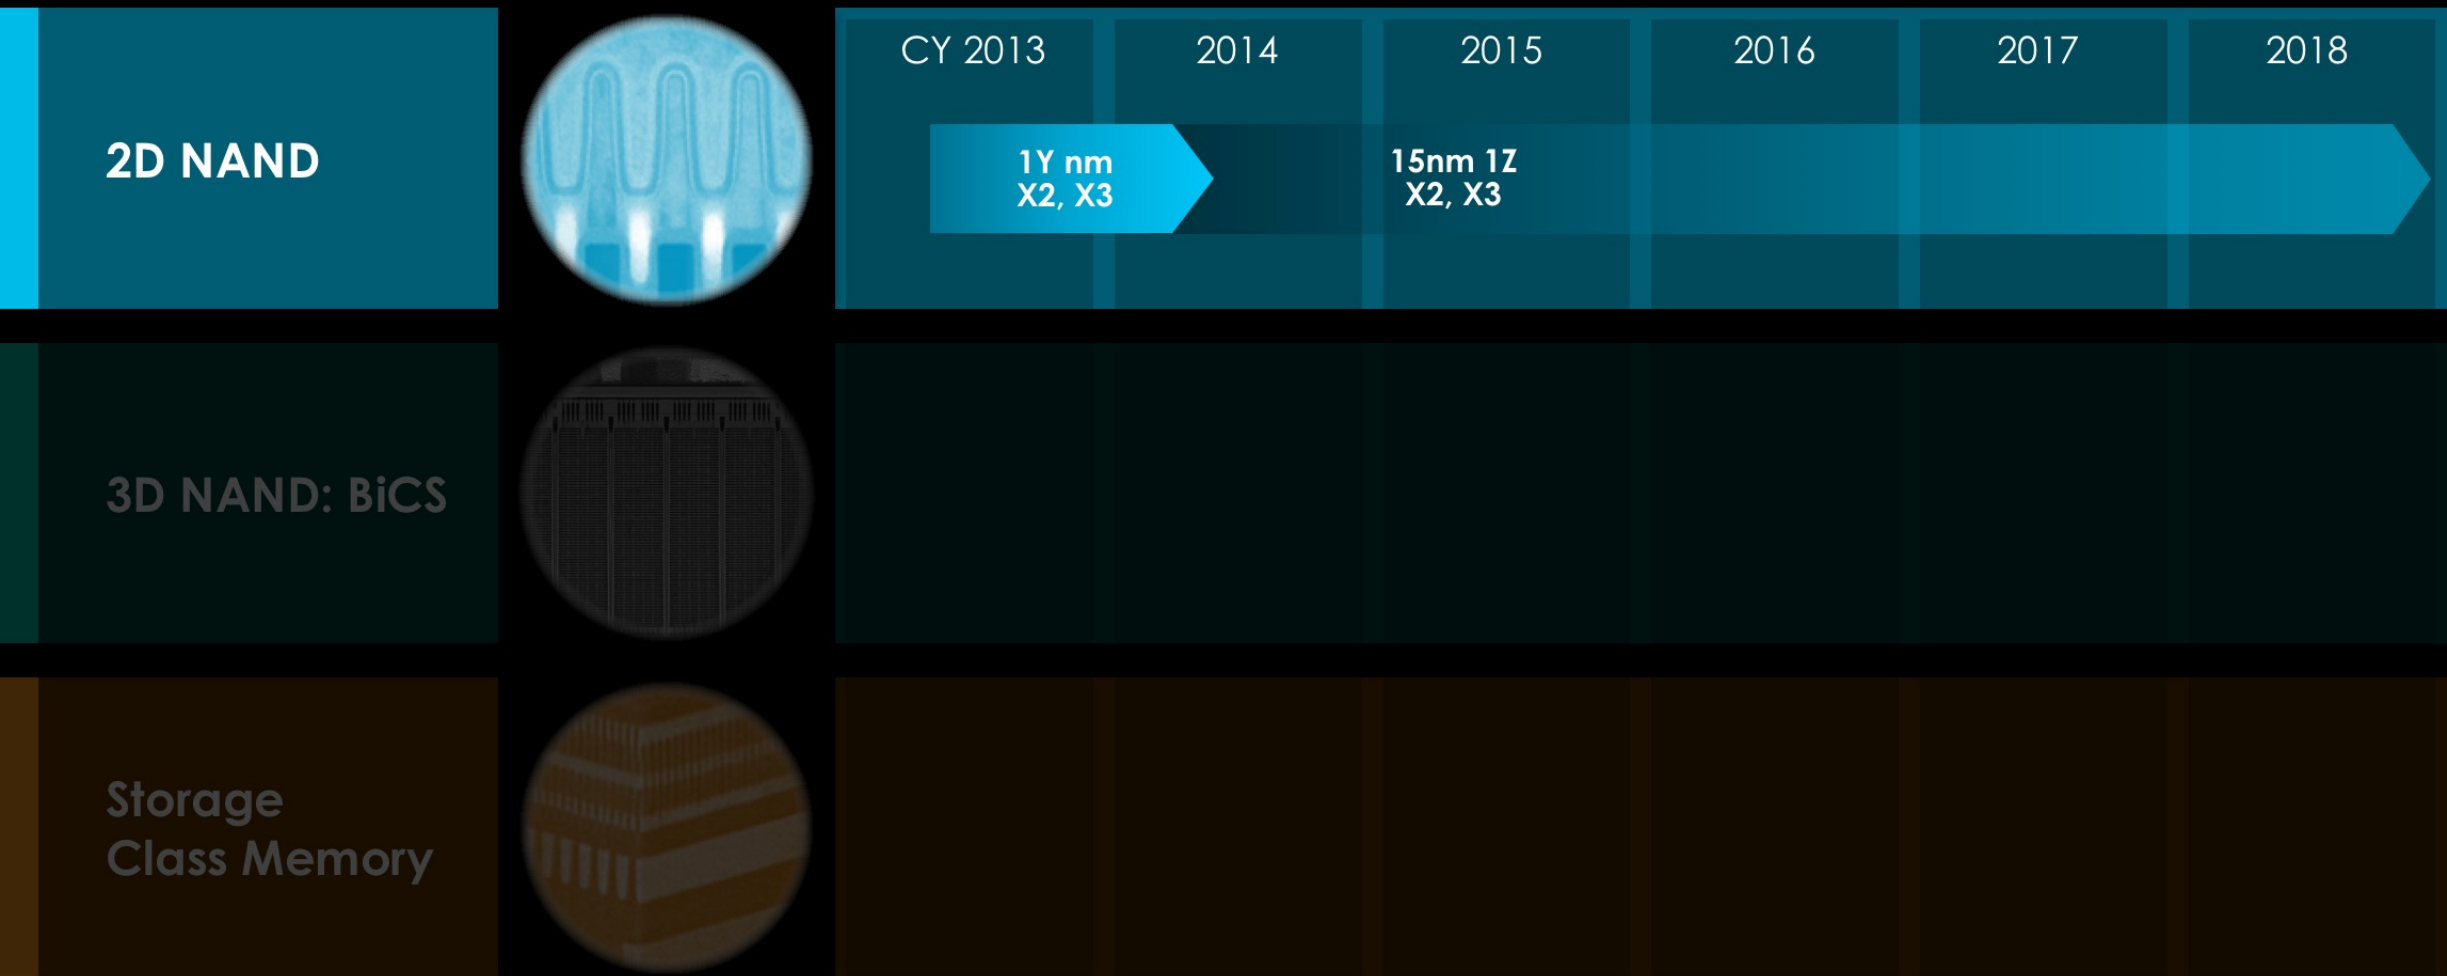 2D NAND
CY 2013
2014
2015
2016
2017
2018
1Y nm
X2, X3
15nm 1Z
X2, X3
3D NAND: BiCS
Storage
Class Memory